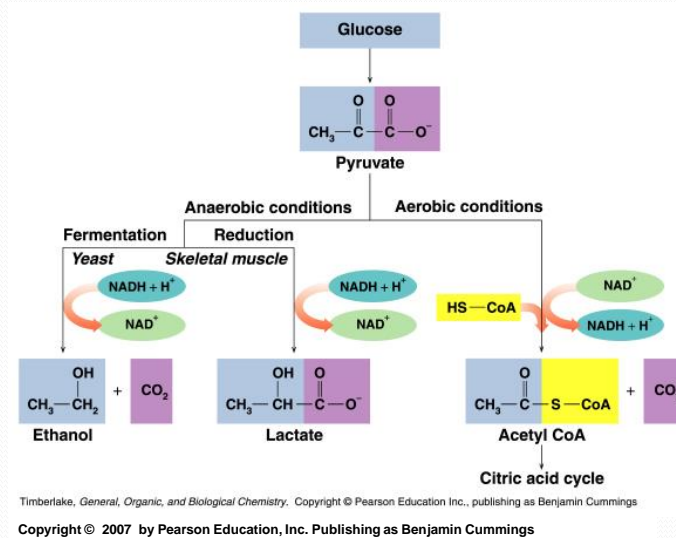 Glucose
O O
CH₃—C—C—O⁻
Pyruvate
Anaerobic conditions
Aerobic conditions
Fermentation
Reduction
Yeast
Skeletal muscle
NADH + H⁺
NAD⁺
NADH + H⁺
NAD⁺
HS—CoA
NAD⁺
NADH + H⁺
OH
CH₃—CH₂
+
CO₂
Ethanol
OH O
CH₃—CH—C—O⁻
Lactate
O
CH₃—C—S—CoA
+
CO
Acetyl CoA
Citric acid cycle
Timberlake, General, Organic, and Biological Chemistry. Copyright © Pearson Education Inc., publishing as Benjamin Cummings
Copyright © 2007 by Pearson Education, Inc. Publishing as Benjamin Cummings